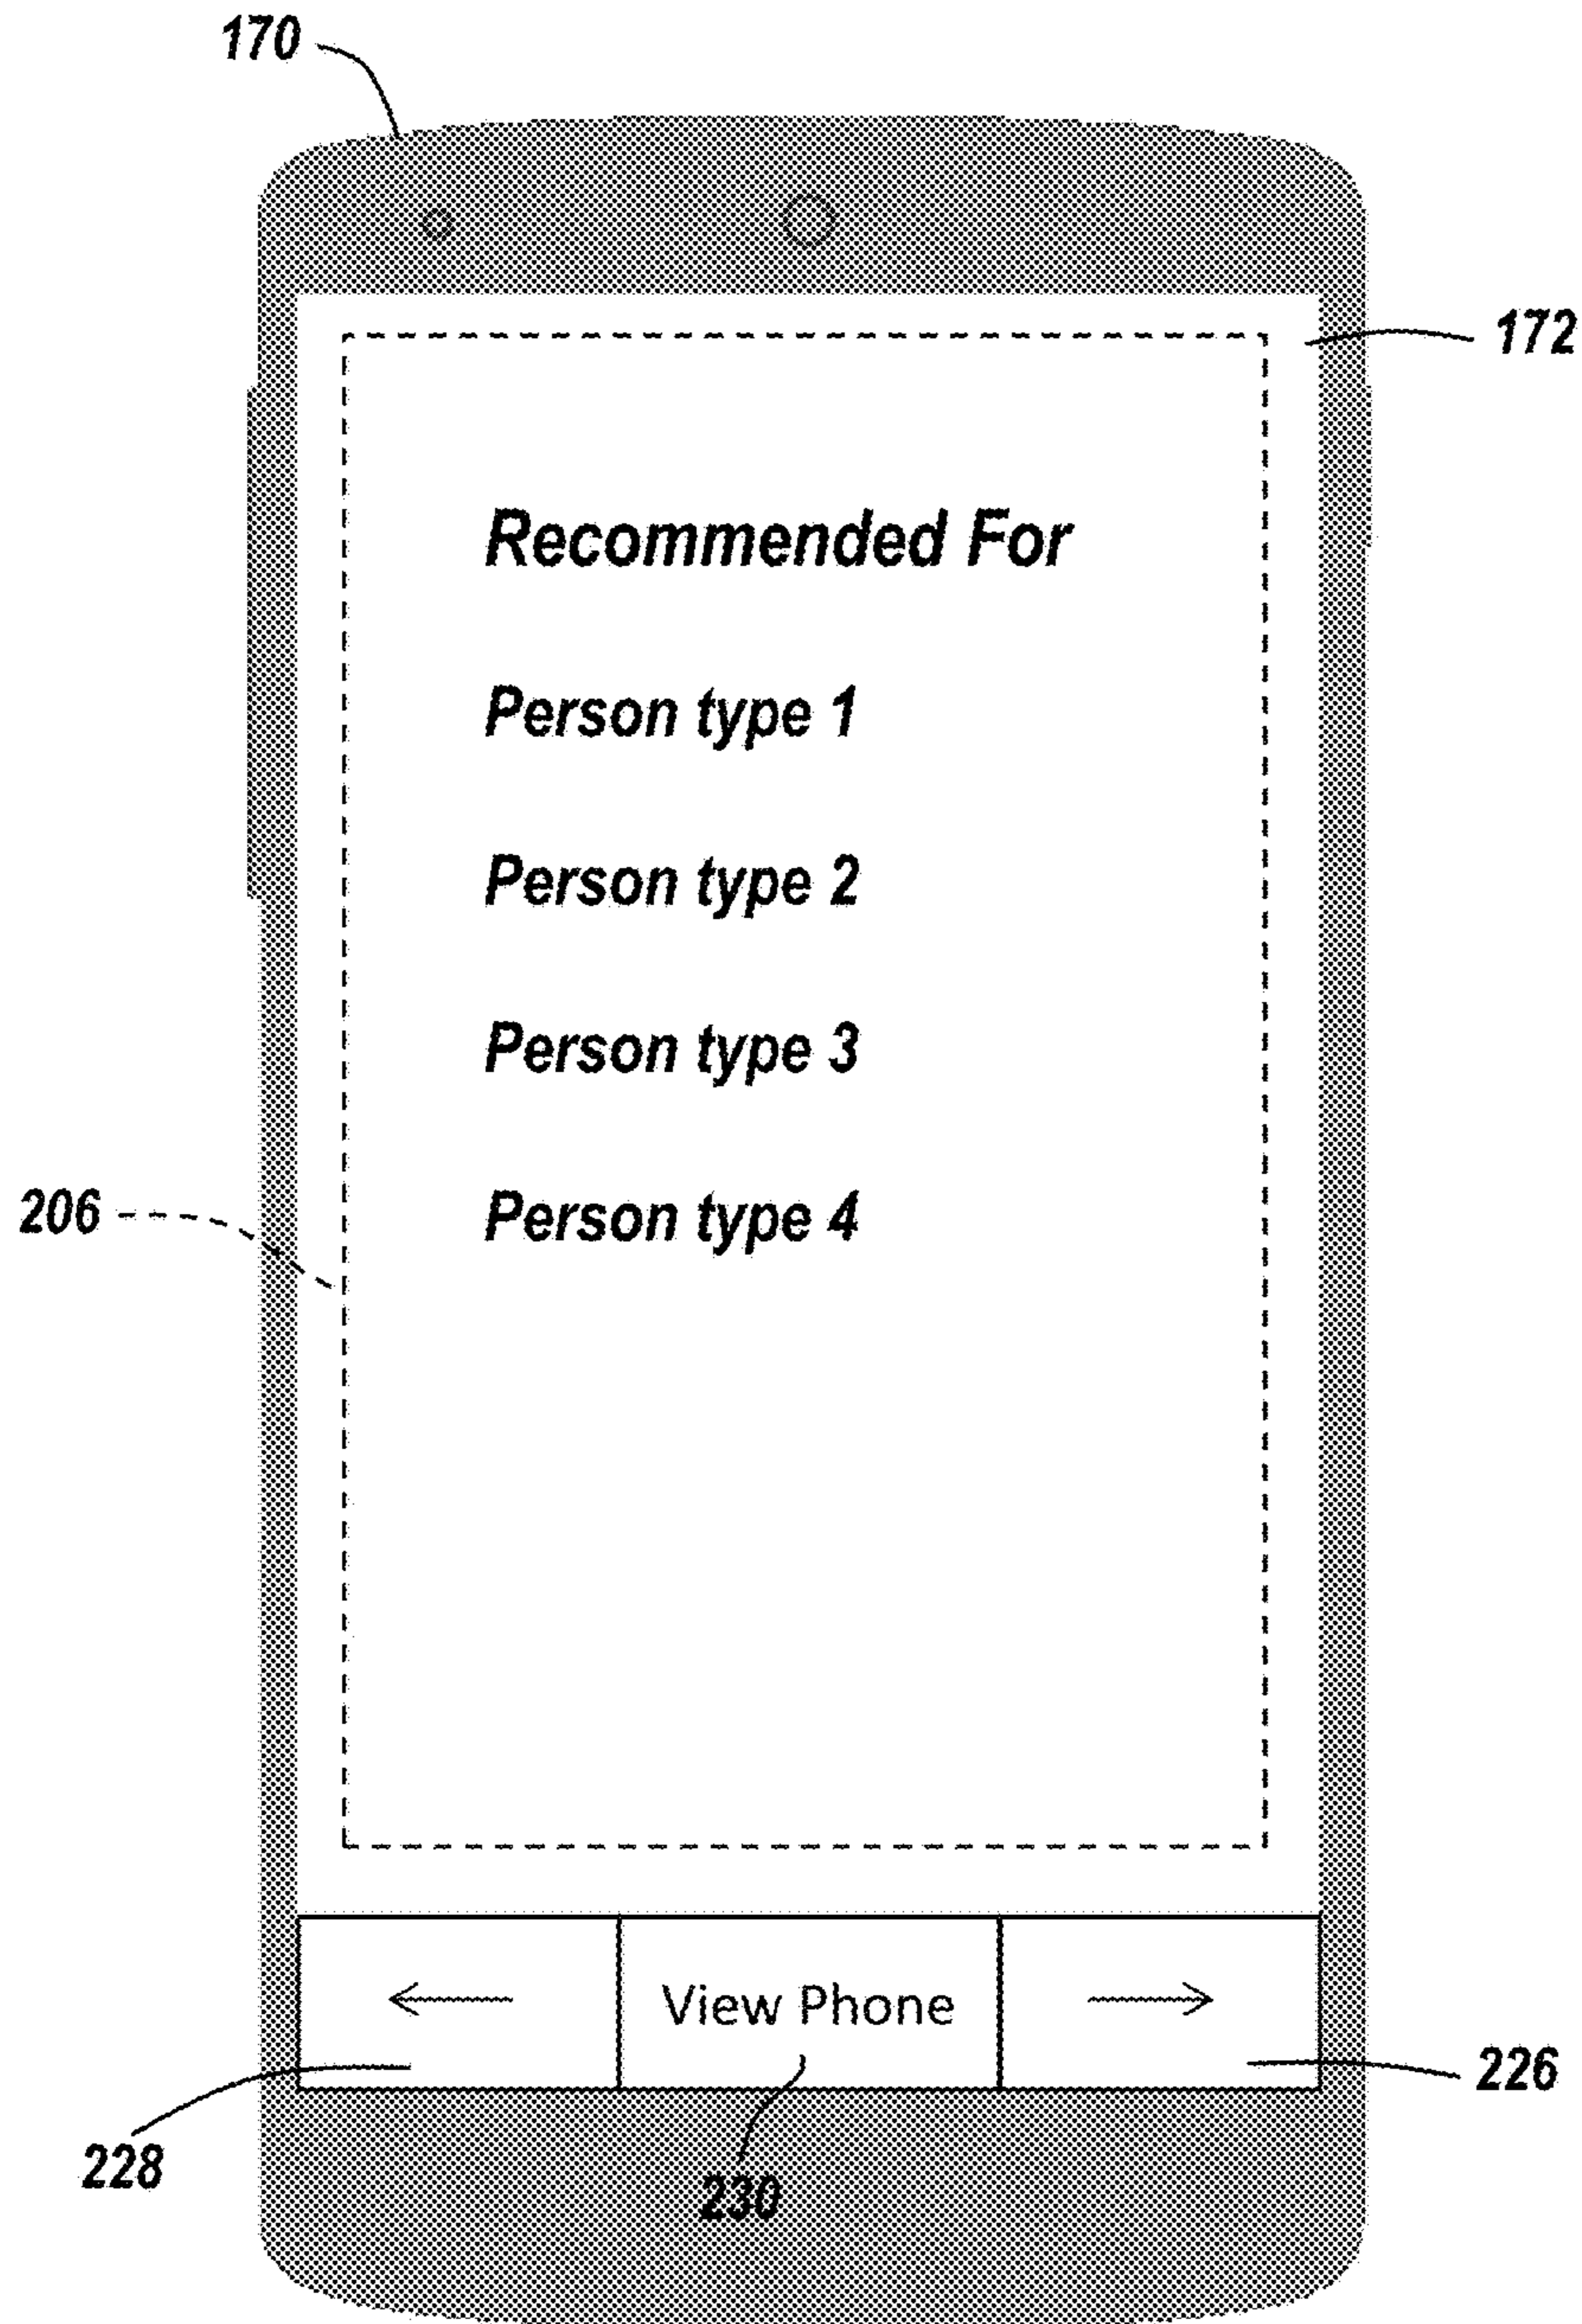 170
172
Recommended For
Person type 1
Person type 2
Person type 3
206
Person type 4
← View Phone →
226
228
230